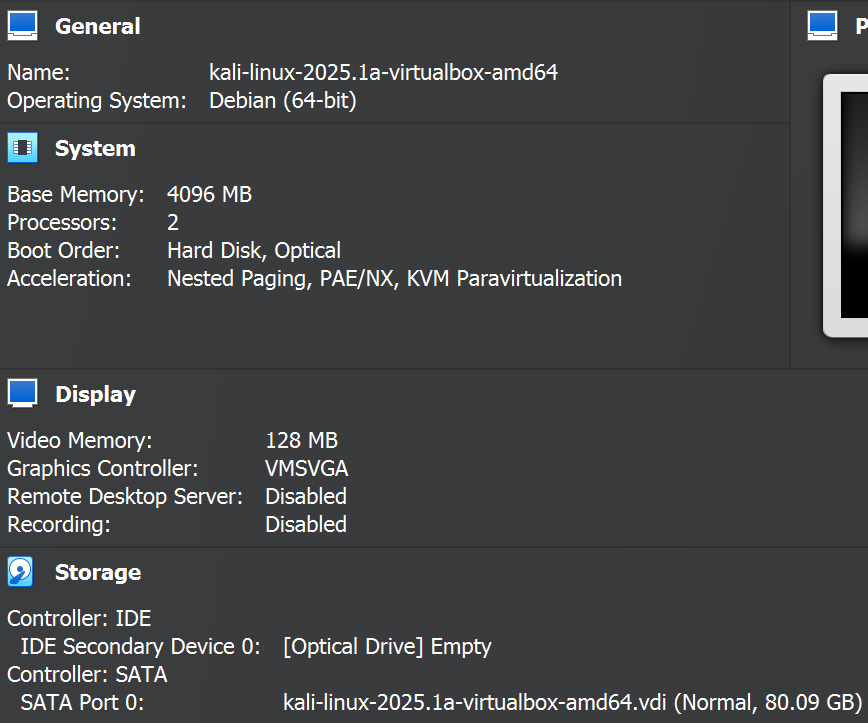 General
P
Name: kali-linux-2025.1a-virtualbox-amd64
Operating System: Debian (64-bit)
System
Base Memory: 4096 MB
Processors: 2
Boot Order: Hard Disk, Optical
Acceleration: Nested Paging, PAE/NX, KVM Paravirtualization
Display
Video Memory: 128 MB
Graphics Controller: VMSVGA
Remote Desktop Server: Disabled
Recording: Disabled
Storage
Controller: IDE
IDE Secondary Device 0: [Optical Drive] Empty
Controller: SATA
SATA Port 0: kali-linux-2025.1a-virtualbox-amd64.vdi (Normal, 80.09 GB)